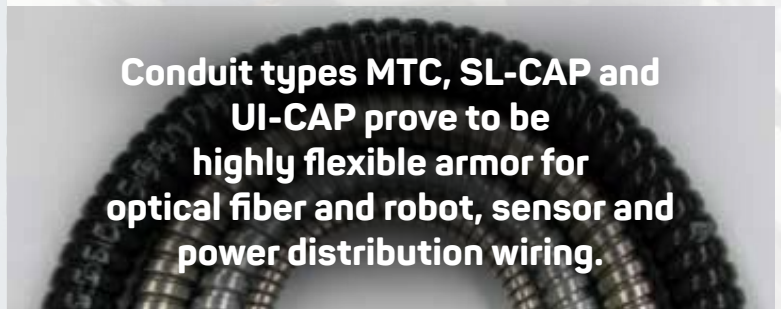 Conduit types MTC, SL-CAP and
UI-CAP prove to be
highly flexible armor for
optical fiber and robot, sensor and
power distribution wiring.